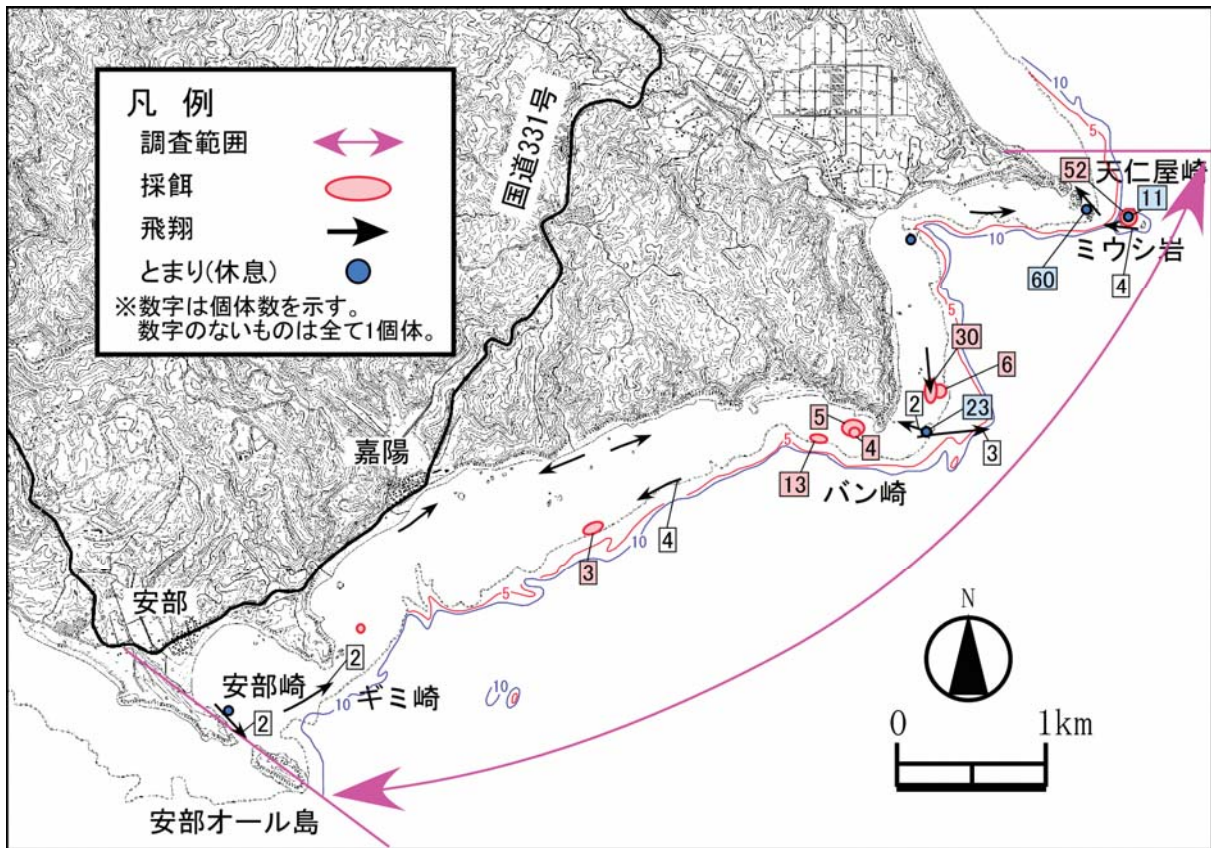 凡 例
調査範囲
採餌
飛翔
とまり(休息)
※数字は個体数を示す。
数字のないものは全て1個体。
国道331号
10
5
天仁屋崎
52
11
ミウシ岩
4
60
10
5
30
6
2
23
3
5
4
13
バン崎
5
10
嘉陽
4
3
5
安部
2
安部崎
2
ギミ崎
10
10
安部オール島
N
0 1km